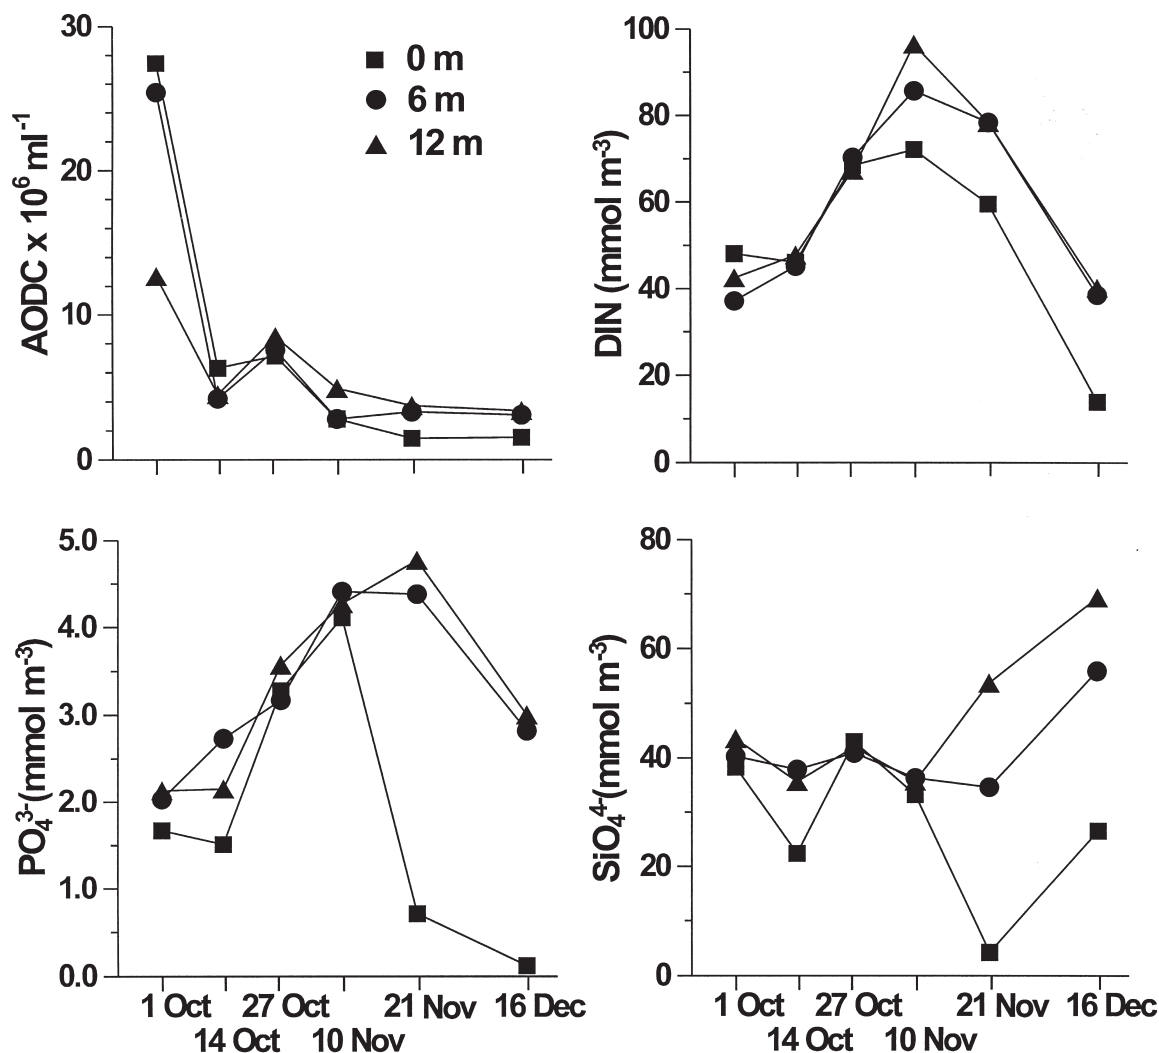 30
20
10
0
AODC x 10⁶ ml⁻¹
0 m
6 m
12 m
100
80
60
40
20
0
DIN (mmol m⁻³)
5.0
4.0
3.0
2.0
1.0
0.0
PO₄³⁻(mmol m⁻³)
1 Oct
14 Oct
27 Oct
10 Nov
21 Nov
16 Dec
80
60
40
20
0
SiO₄⁴⁻(mmol m⁻³)
1 Oct
14 Oct
27 Oct
10 Nov
21 Nov
16 Dec